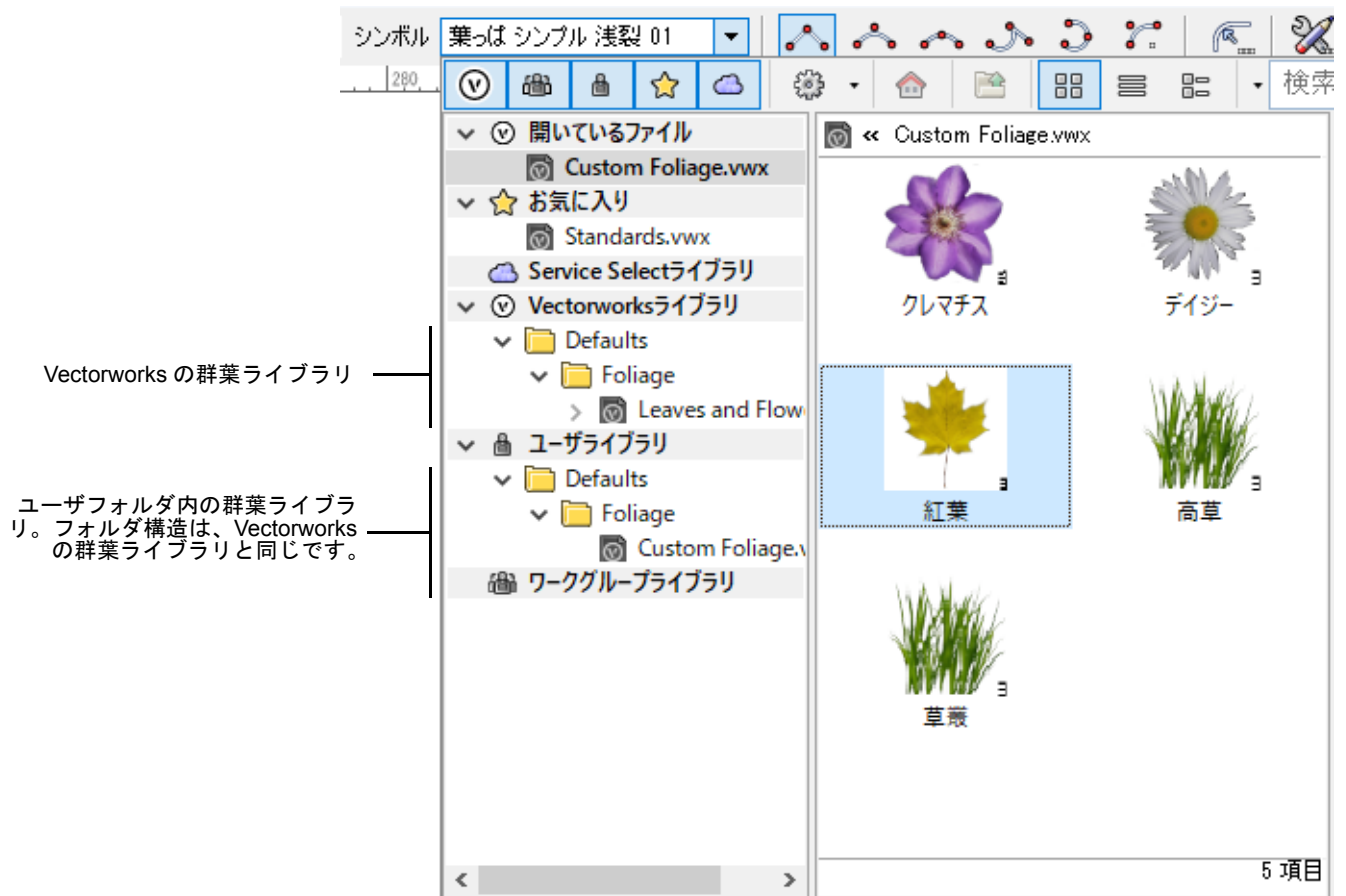 シンボル 葉っぱ シンプル 浅裂 01
280
検索
開いているファイル
Custom Foliage.vwx
お気に入り
Standards.vwx
Service Selectライブラリ
Vectorworksライブラリ
Defaults
Foliage
Leaves and Flow
ユーザライブラリ
Defaults
Foliage
Custom Foliage.v
ワークグループライブラリ
« Custom Foliage.vwx
クレマチス
デイジー
紅葉
高草
草叢
5 項目
Vectorworks の群葉ライブラリ
ユーザフォルダ内の群葉ライブラ
リ。フォルダ構造は、Vectorworks
の群葉ライブラリと同じです。